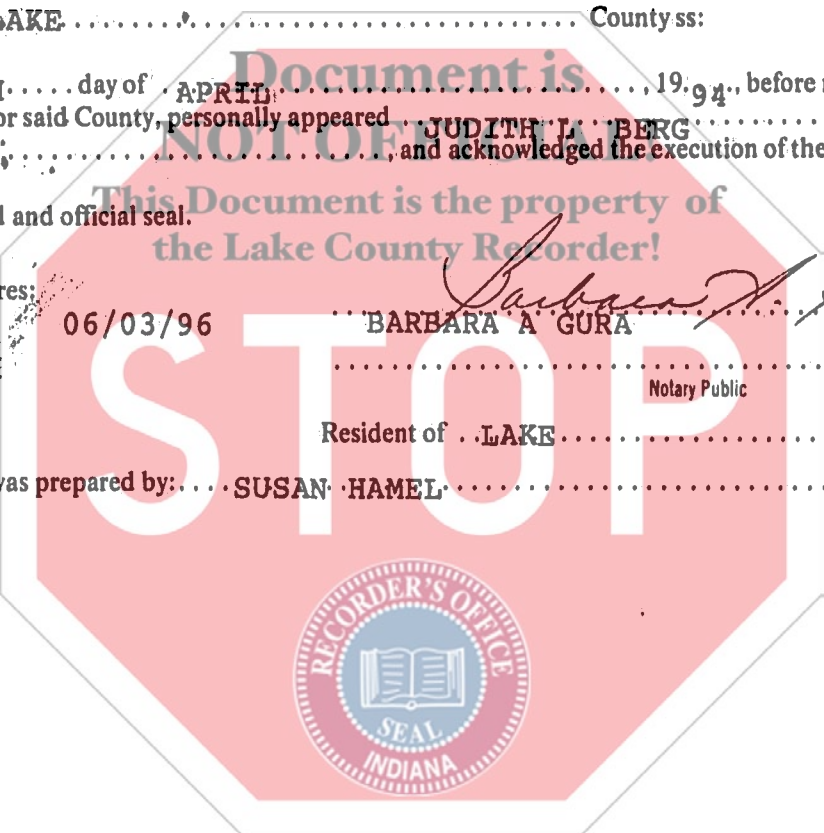 LAKE County ss:
day of APRIL , 19 94 , before
or said County, personally appeared JUDITH L BERG
, and acknowledged the execution of the
and official seal.
06/03/96
Barbara A.
BARBARA A GURA
Notary Public
Resident of LAKE
was prepared by: SUSAN HAMEL
Document is
NOT OFFICIAL!
This Document is the property of
the Lake County Recorder!
STOP
RECORDER'S OFFICE
SEAL
INDIANA